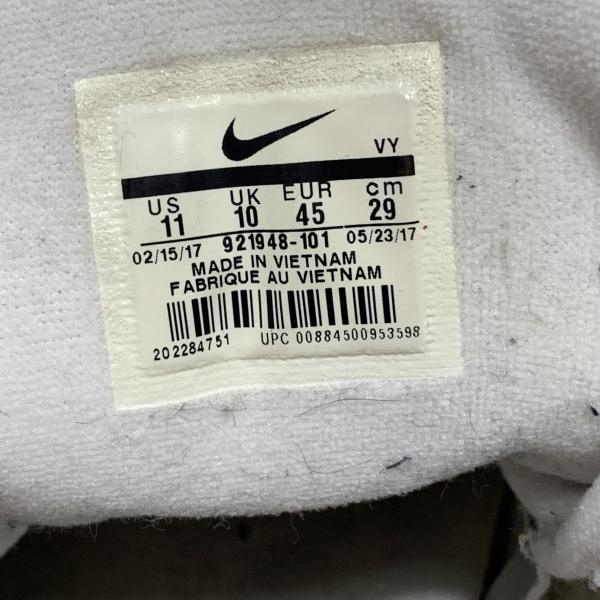 VY
US UK EUR cm
11 10 45 29
02/15/17 921948-101 05/23/17
MADE IN VIETNAM
FABRIQUE AU VIETNAM
202284751 UPC 00884500953598